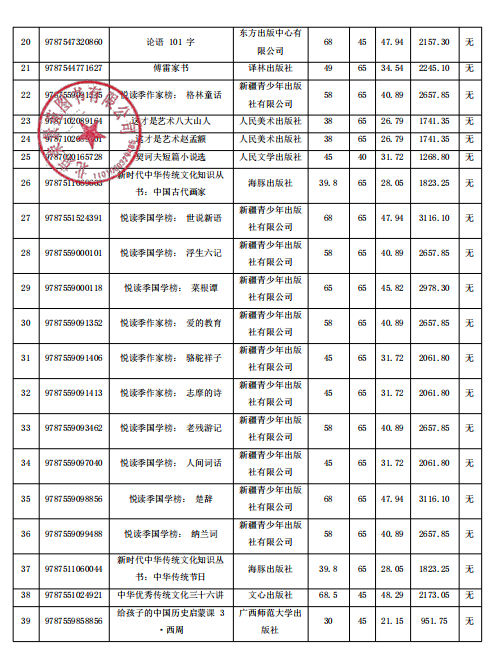 20 9787547320860 论语 101 字 东方出版中心有限公司 68 45 47.94 2157.30 无
21 9787544771627 傅雷家书 译林出版社 49 65 34.54 2245.10 无
22 悦读季作家榜： 格林童话 新疆青少年出版社有限公司 58 65 40.89 2657.85 无
23 9787102089164 这才是艺术八大山人 人民美术出版社 38 65 26.79 1741.35 无
24 这才是艺术赵孟頫 人民美术出版社 38 65 26.79 1741.35 无
25 9787020165728 契诃夫短篇小说选 人民文学出版社 45 40 31.72 1268.80 无
26 新时代中华传统文化知识丛书：中国古代画家 海豚出版社 39.8 65 28.05 1823.25 无
27 9787551524391 悦读季国学榜： 世说新语 新疆青少年出版社有限公司 68 65 47.94 3116.10 无
28 9787559000101 悦读季国学榜： 浮生六记 新疆青少年出版社有限公司 58 65 40.89 2657.85 无
29 9787559000118 悦读季国学榜： 菜根谭 新疆青少年出版社有限公司 65 65 45.82 2978.30 无
30 9787559091352 悦读季作家榜： 爱的教育 新疆青少年出版社有限公司 58 65 40.89 2657.85 无
31 9787559091406 悦读季作家榜： 骆驼祥子 新疆青少年出版社有限公司 45 65 31.72 2061.80 无
32 9787559091413 悦读季作家榜： 志摩的诗 新疆青少年出版社有限公司 45 65 31.72 2061.80 无
33 9787559093462 悦读季国学榜： 老残游记 新疆青少年出版社有限公司 58 65 40.89 2657.85 无
34 9787559097040 悦读季国学榜： 人间词话 新疆青少年出版社有限公司 45 65 31.72 2061.80 无
35 9787559098856 悦读季国学榜： 楚辞 新疆青少年出版社有限公司 68 65 47.94 3116.10 无
36 9787559099488 悦读季国学榜： 纳兰词 新疆青少年出版社有限公司 58 65 40.89 2657.85 无
37 9787511060044 新时代中华传统文化知识丛书：中华传统节日 海豚出版社 39.8 65 28.05 1823.25 无
38 9787551024921 中华优秀传统文化三十六讲 文心出版社 68.5 45 48.29 2173.05 无
39 9787559858856 给孩子的中国历史启蒙课 3·西周 广西师范大学出版社 30 45 21.15 951.75 无